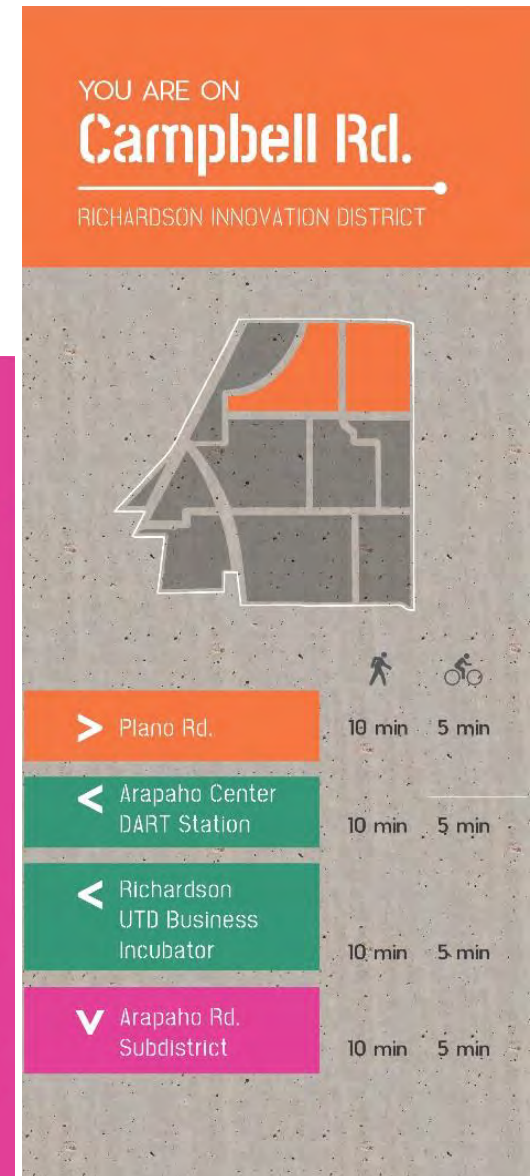 YOU ARE ON
Campbell Rd.
RICHARDSON INNOVATION DISTRICT
> Plano Rd. 10 min 5 min
< Arapaho Center
DART Station 10 min 5 min
< Richardson
UTD Business
Incubator 10 min 5 min
v Arapaho Rd.
Subdistrict 10 min 5 min